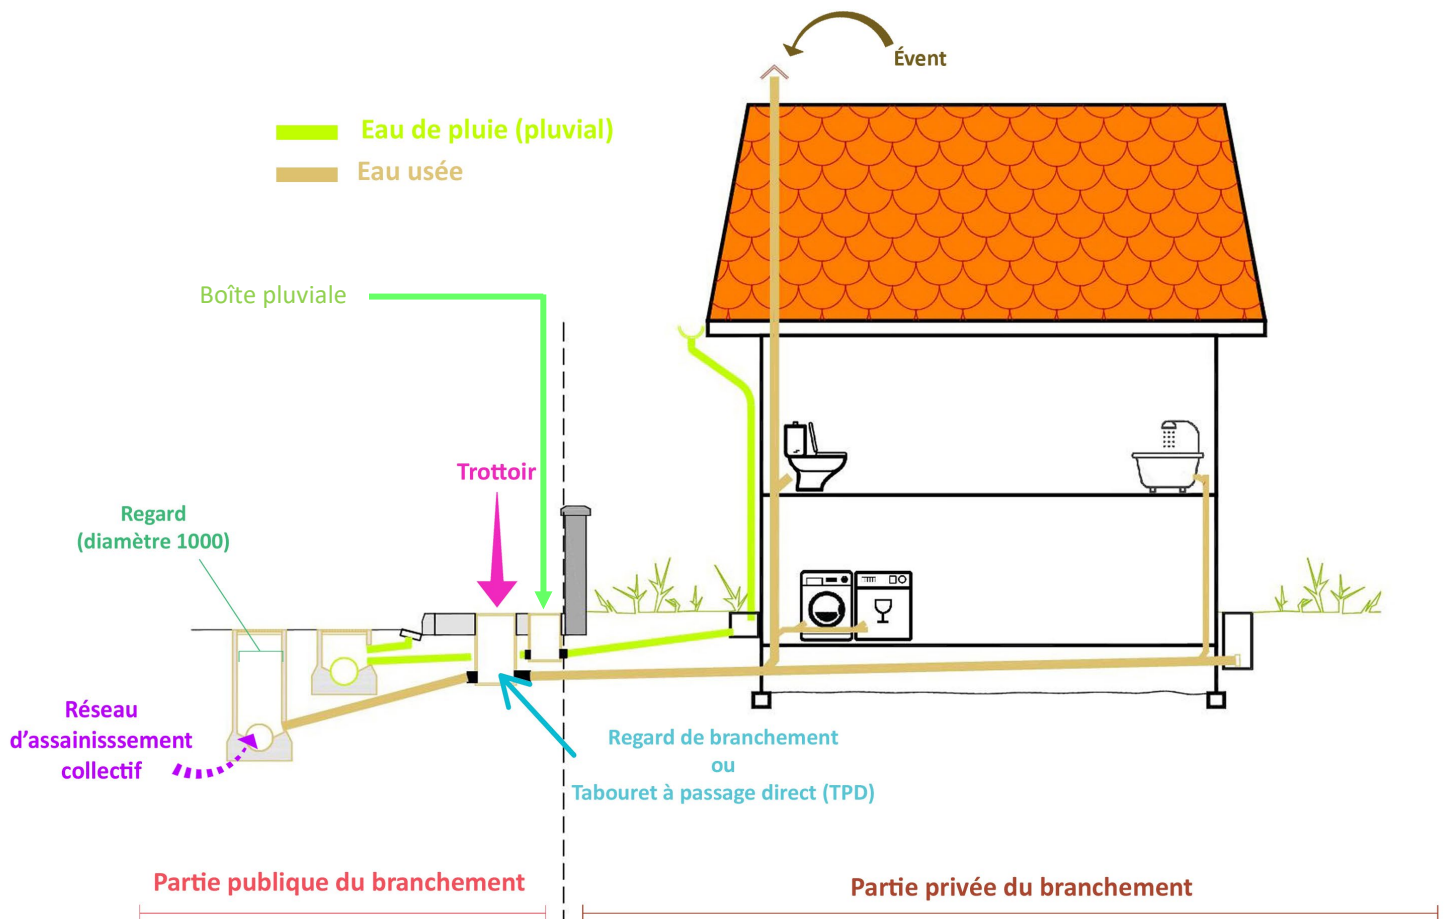 Évent
Eau de pluie (pluvial)
Eau usée
Boîte pluviale
Trottoir
Regard
(diamètre 1000)
Réseau
d'assainisssement
collectif
Regard de branchement
ou
Tabouret à passage direct (TPD)
Partie publique du branchement
Partie privée du branchement